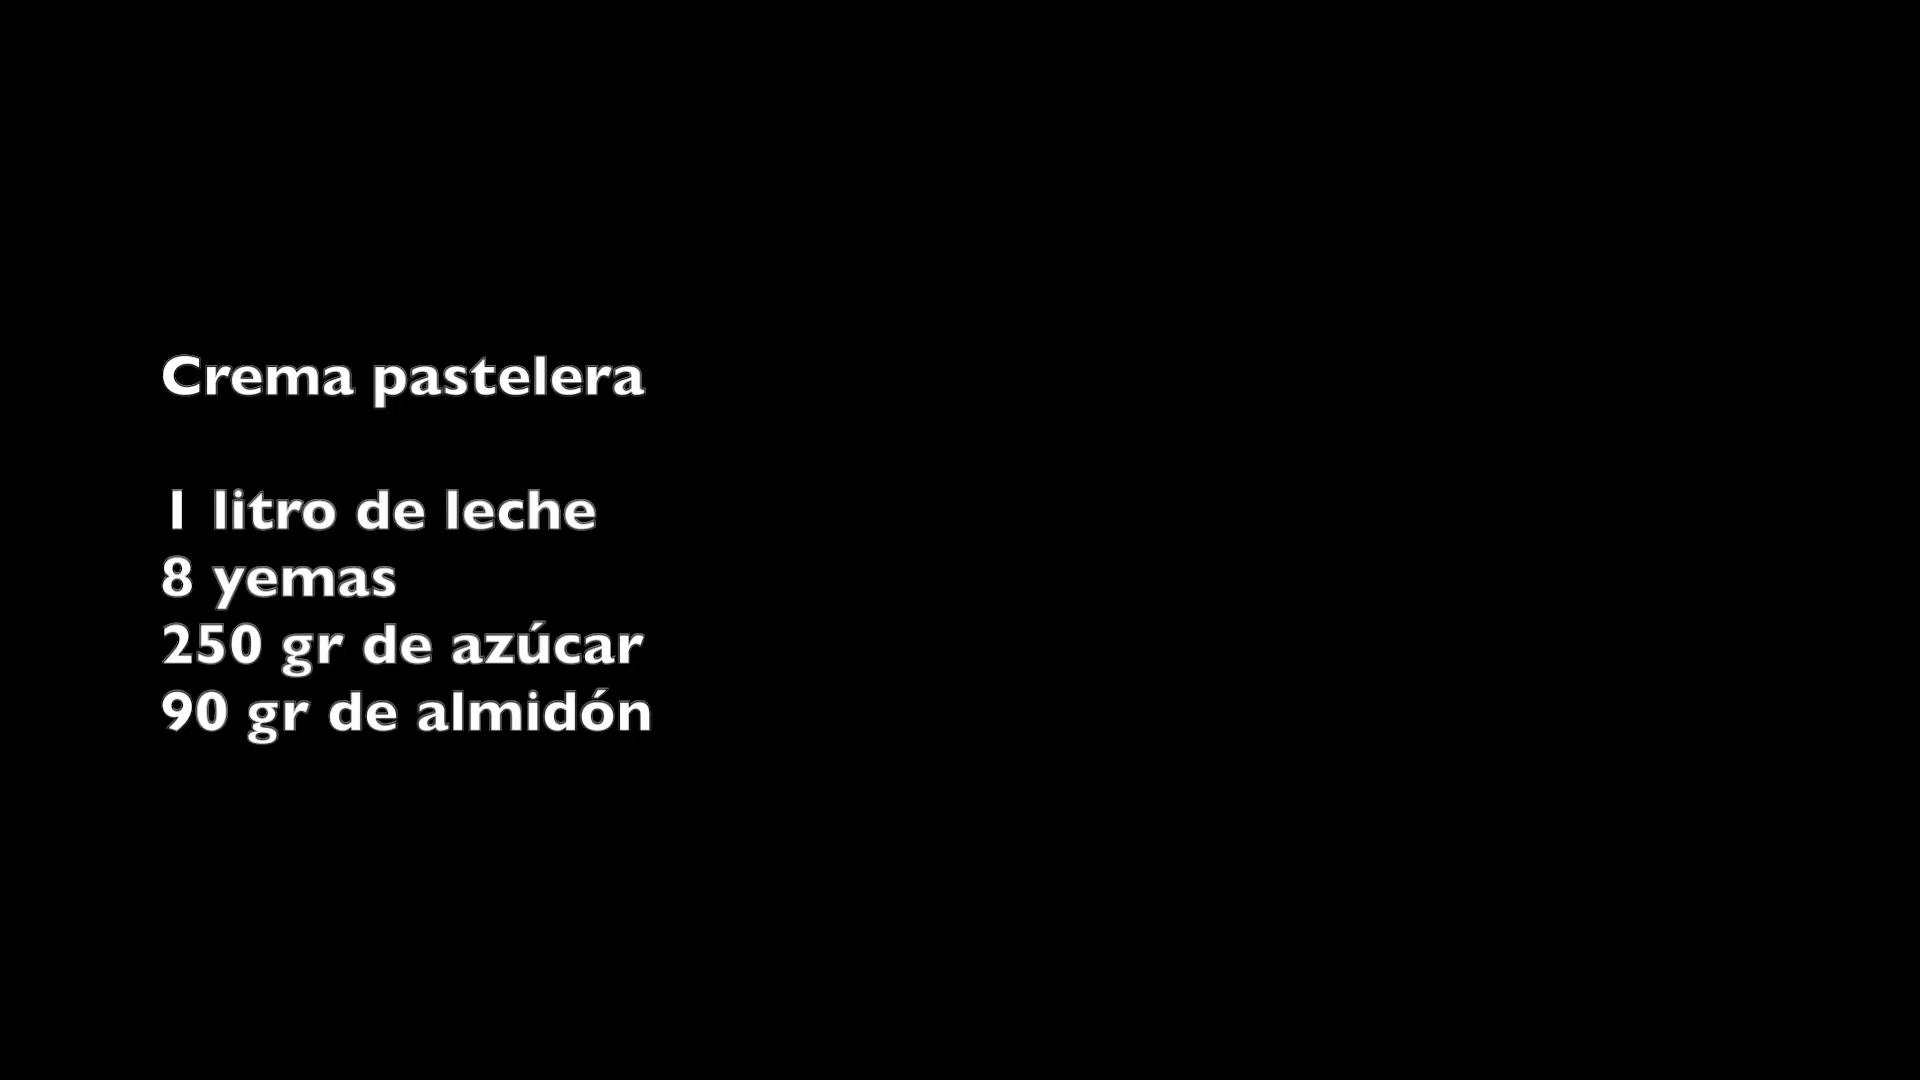 Crema pastelera
1 litro de leche
8 yemas
250 gr de azúcar
90 gr de almidón